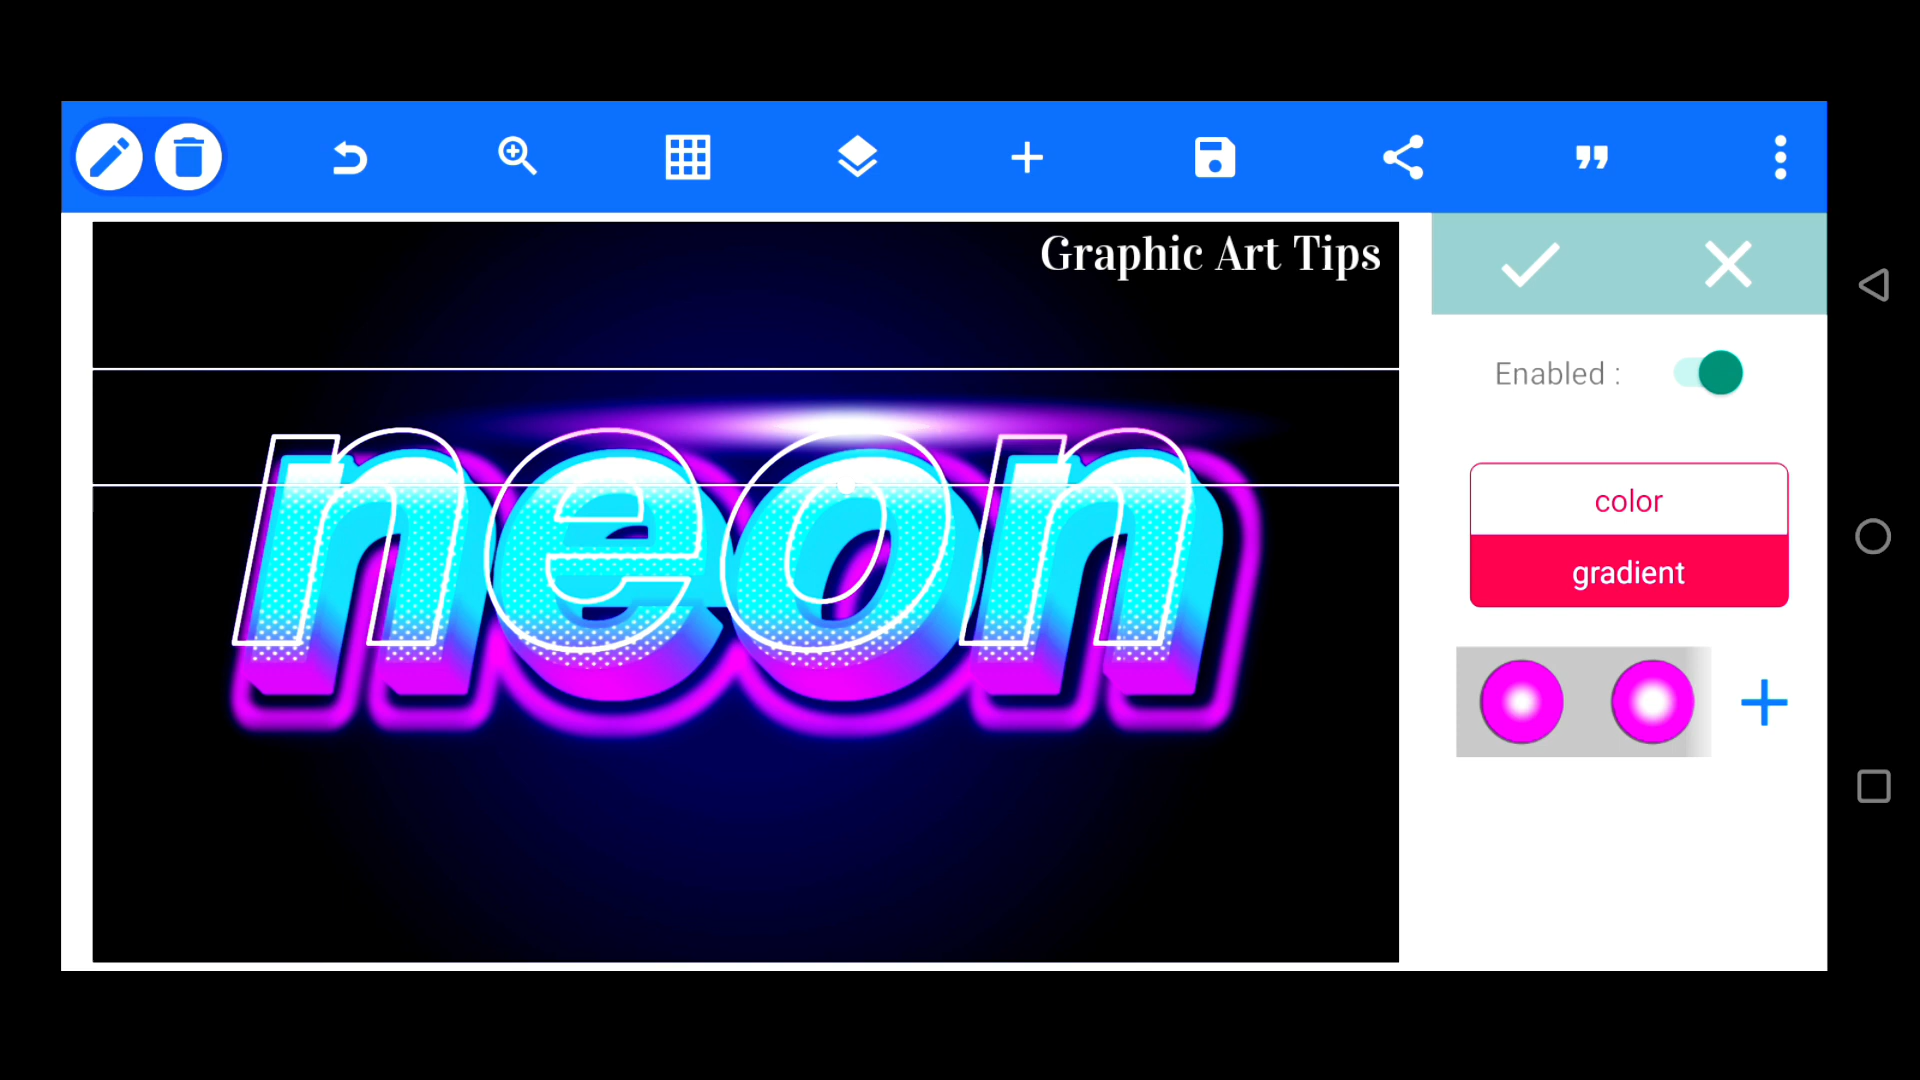 Graphic Art Tips
neon
Enabled :
color
gradient